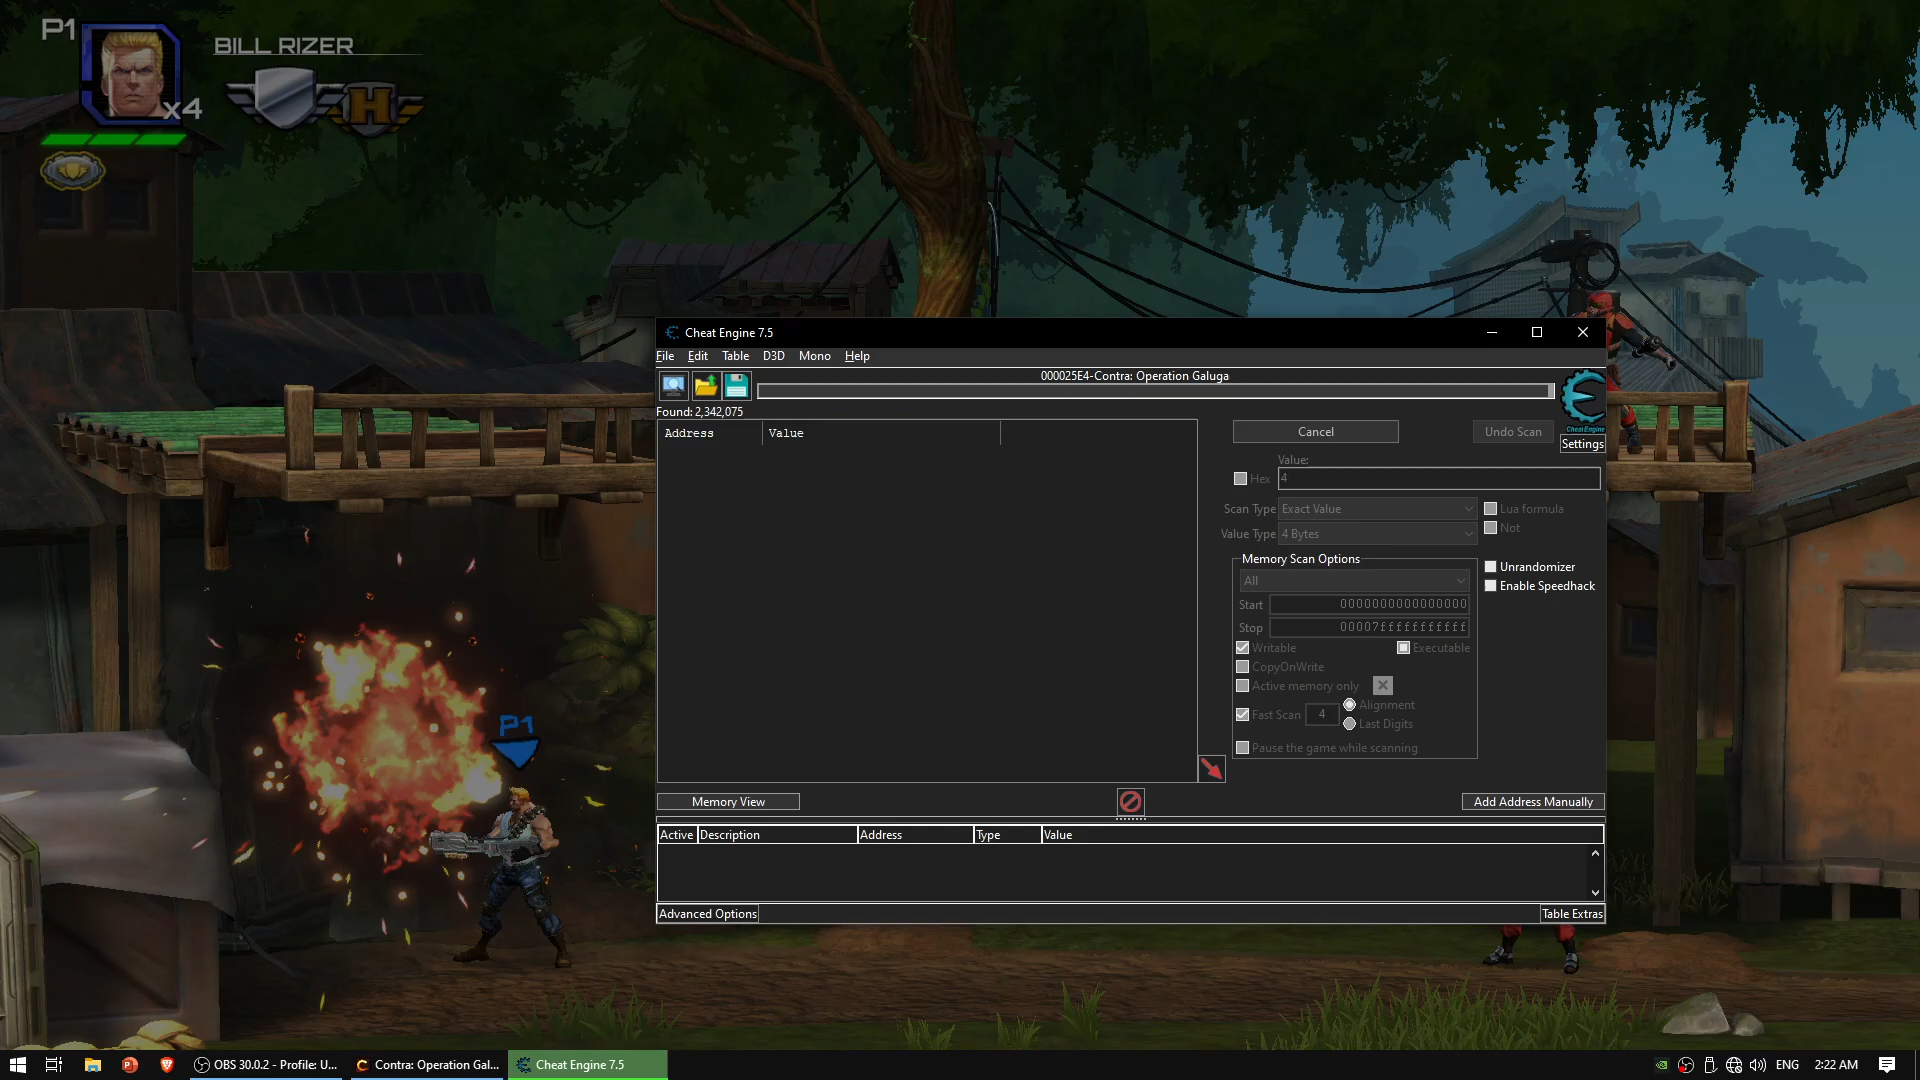 P1
BILL RIZER
x4
H
P1
Cheat Engine 7.5
File Edit Table D3D Mono Help
000025E4-Contra: Operation Galuga
Found: 2,342,075
Address Value
Cancel
Undo Scan
Cheat Engine
Settings
Value:
Hex 4
Scan Type Exact Value
Lua formula
Value Type 4 Bytes
Not
Memory Scan Options
All
Start 0000000000000000
Stop 00007fffffffffff
Writable Executable
CopyOnWrite
Active memory only
Fast Scan 4 Alignment
Last Digits
Pause the game while scanning
Unrandomizer
Enable Speedhack
Memory View
Add Address Manually
Active Description Address Type Value
Advanced Options
Table Extras
OBS 30.0.2 - Profile: U...
Contra: Operation Gal...
Cheat Engine 7.5
ENG
2:22 AM